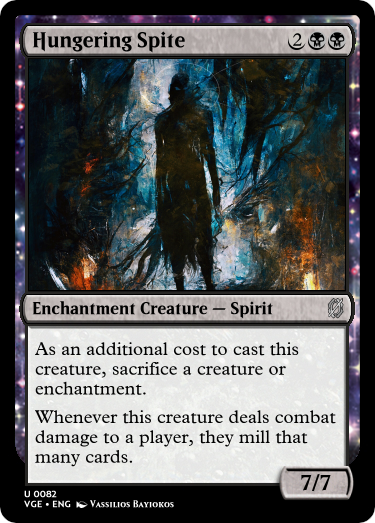 Hungering Spite 2
Enchantment Creature — Spirit
As an additional cost to cast this
creature, sacrifice a creature or
enchantment.
Whenever this creature deals combat
damage to a player, they mill that
many cards.
7/7
U 0082
VGE • ENG Vassilios Bayiokos